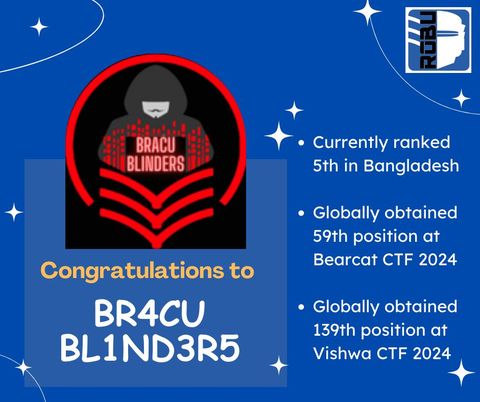 ROBU
BRACU
BLINDERS
Congratulations to
BR4CU
BL1ND3R5
• Currently ranked
5th in Bangladesh
• Globally obtained
59th position at
Bearcat CTF 2024
• Globally obtained
139th position at
Vishwa CTF 2024